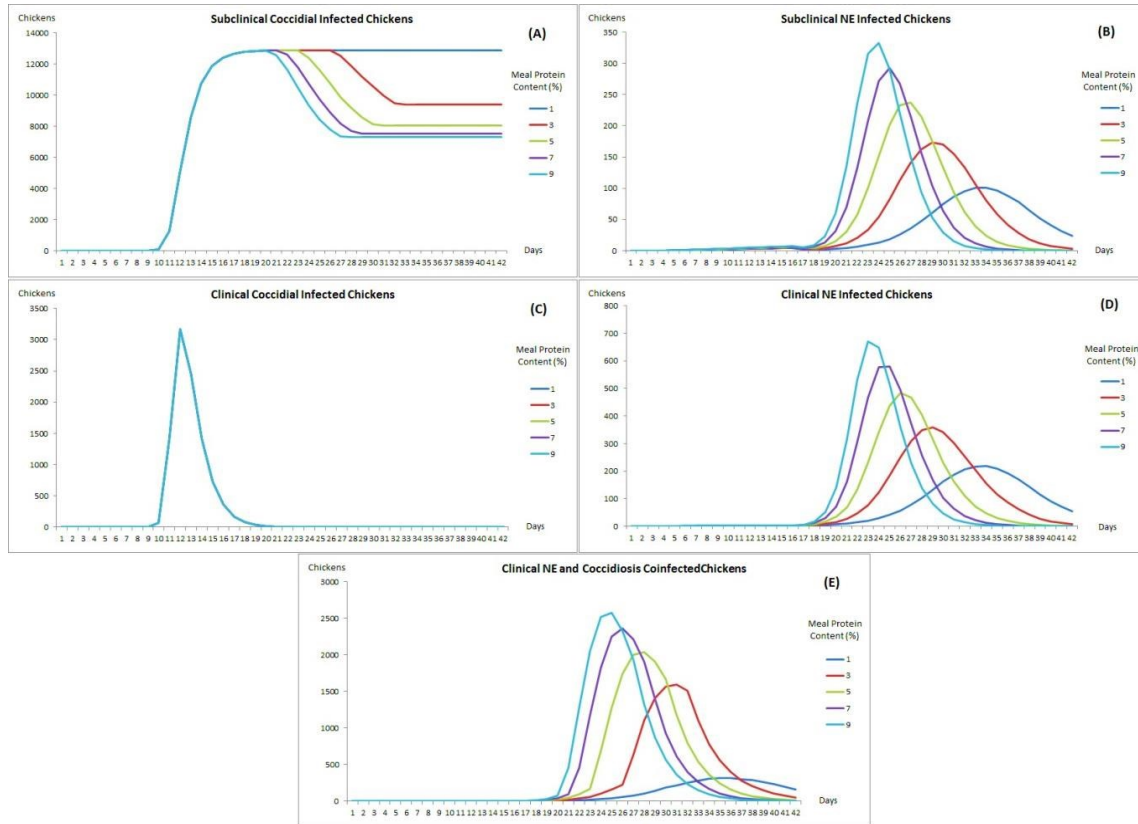 Subclinical Coccidial Infected Chickens
(A)
Chickens
14000
12000
10000
8000
6000
4000
2000
0
Meal Protein
Content (%)
1
3
5
7
9
Days
1 2 3 4 5 6 7 8 9 10 11 12 13 14 15 16 17 18 19 20 21 22 23 24 25 26 27 28 29 30 31 32 33 34 35 36 37 38 39 40 41 42
Subclinical NE Infected Chickens
(B)
Chickens
350
300
250
200
150
100
50
0
Meal Protein
Content (%)
1
3
5
7
9
Days
1 2 3 4 5 6 7 8 9 10 11 12 13 14 15 16 17 18 19 20 21 22 23 24 25 26 27 28 29 30 31 32 33 34 35 36 37 38 39 40 41 42
Clinical Coccidial Infected Chickens
(C)
Chickens
3500
3000
2500
2000
1500
1000
500
0
Meal Protein
Content (%)
1
3
5
7
9
Days
1 2 3 4 5 6 7 8 9 10 11 12 13 14 15 16 17 18 19 20 21 22 23 24 25 26 27 28 29 30 31 32 33 34 35 36 37 38 39 40 41 42
Clinical NE Infected Chickens
(D)
Chickens
800
700
600
500
400
300
200
100
0
Meal Protein
Content (%)
1
3
5
7
9
Days
1 2 3 4 5 6 7 8 9 10 11 12 13 14 15 16 17 18 19 20 21 22 23 24 25 26 27 28 29 30 31 32 33 34 35 36 37 38 39 40 41 42
Clinical NE and Coccidiosis CoinfectedChickens
(E)
Chickens
3000
2500
2000
1500
1000
500
0
Meal Protein
Content (%)
1
3
5
7
9
Days
1 2 3 4 5 6 7 8 9 10 11 12 13 14 15 16 17 18 19 20 21 22 23 24 25 26 27 28 29 30 31 32 33 34 35 36 37 38 39 40 41 42